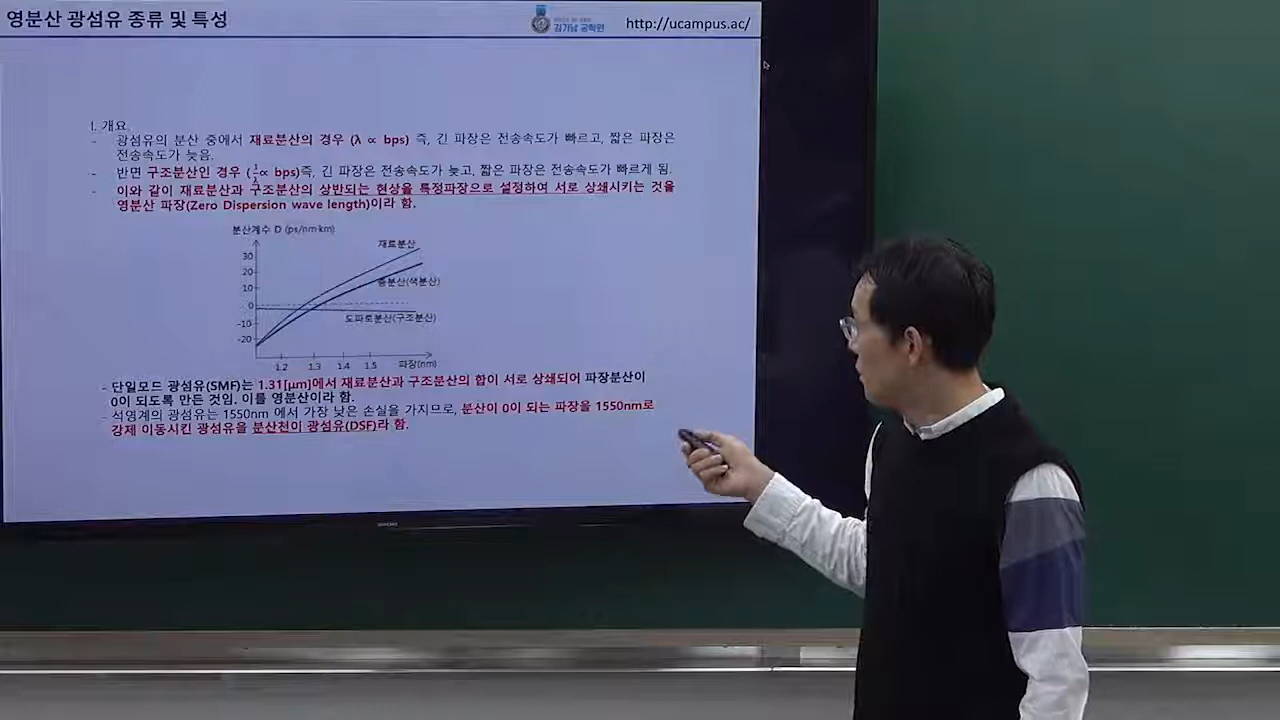 영분산 광섬유 종류 및 특성
김기남 공학원
http://ucampus.ac/
I. 개요
- 광섬유의 분산 중에서 재료분산의 경우 (λ ∝ bps) 즉, 긴 파장은 전송속도가 빠르고, 짧은 파장은
전송속도가 늦음.
- 반면 구조분산인 경우 (1/λ ∝ bps)즉, 긴 파장은 전송속도가 늦고, 짧은 파장은 전송속도가 빠르게 됨.
- 이와 같이 재료분산과 구조분산의 상반되는 현상을 특정파장으로 설정하여 서로 상쇄시키는 것을
영분산 파장(Zero Dispersion wave length)이라 함.
분산계수 D (ps/nm·km)
재료분산
30
20
총분산(색분산)
10
0
도파로분산(구조분산)
-10
-20
1.2 1.3 1.4 1.5 파장(nm)
- 단일모드 광섬유(SMF)는 1.31[μm]에서 재료분산과 구조분산의 합이 서로 상쇄되어 파장분산이
0이 되도록 만든 것임. 이를 영분산이라 함.
- 석영계의 광섬유는 1550nm 에서 가장 낮은 손실을 가지므로, 분산이 0이 되는 파장을 1550nm로
강제 이동시킨 광섬유을 분산천이 광섬유(DSF)라 함.